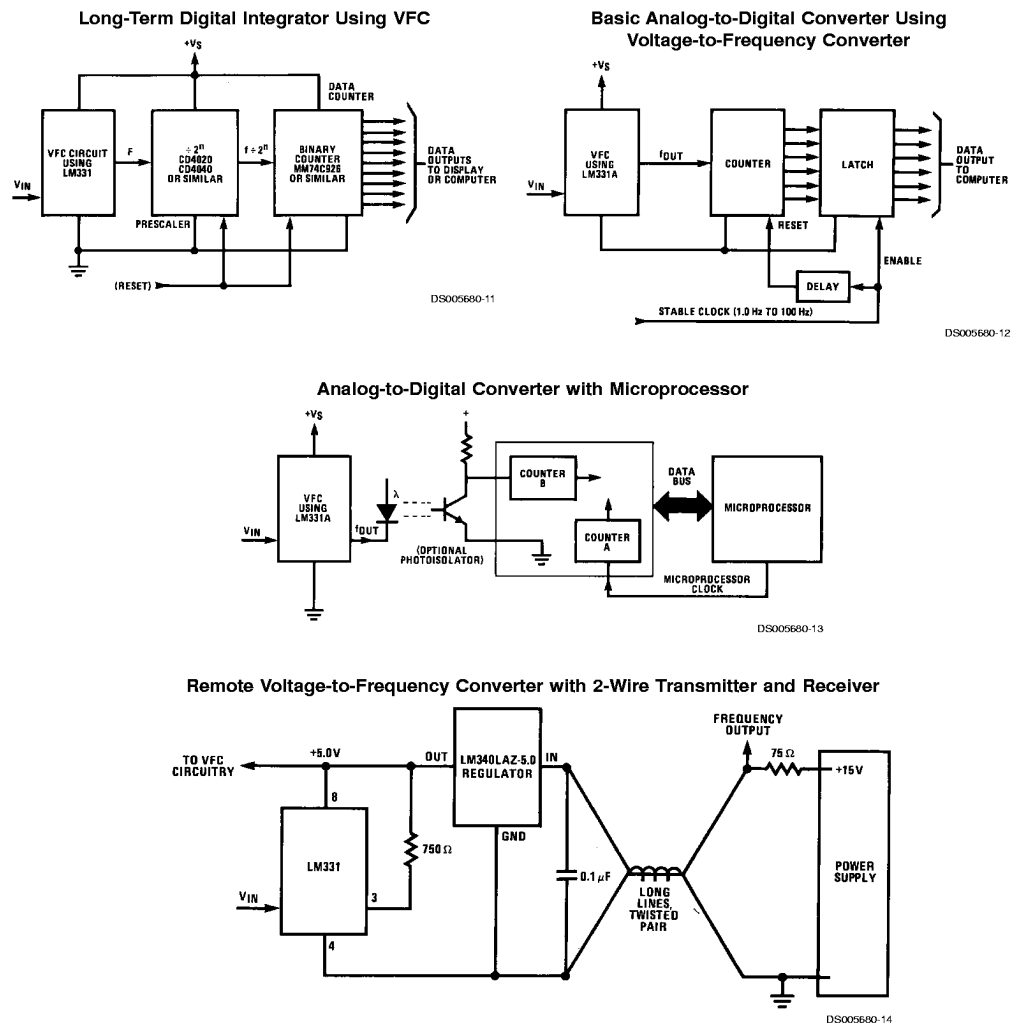 Long-Term Digital Integrator Using VFC
+VS
DATA
COUNTER
VFC CIRCUIT
USING
LM331
F
÷ 2ⁿ
CD4020
CD4040
OR SIMILAR
f ÷ 2ⁿ
BINARY
COUNTER
MM74C926
OR SIMILAR
DATA
OUTPUTS
TO DISPLAY
OR COMPUTER
VIN
PRESCALER
(RESET)
DS005680-11
Basic Analog-to-Digital Converter Using
Voltage-to-Frequency Converter
+VS
VFC
USING
LM331A
fOUT
COUNTER
LATCH
DATA
OUTPUT
TO
COMPUTER
VIN
RESET
ENABLE
DELAY
STABLE CLOCK (1.0 Hz TO 100 Hz)
DS005680-12
Analog-to-Digital Converter with Microprocessor
+VS
+
VFC
USING
LM331A
λ
COUNTER
B
DATA
BUS
MICROPROCESSOR
VIN
fOUT
COUNTER
A
(OPTIONAL
PHOTOISOLATOR)
MICROPROCESSOR
CLOCK
DS005680-13
Remote Voltage-to-Frequency Converter with 2-Wire Transmitter and Receiver
TO VFC
CIRCUITRY
+5.0V
OUT
LM340LAZ-5.0
REGULATOR
IN
FREQUENCY
OUTPUT
75 Ω
+15V
8
GND
LM331
750 Ω
0.1 µF
POWER
SUPPLY
VIN
3
LONG
LINES,
TWISTED
PAIR
4
–
DS005680-14